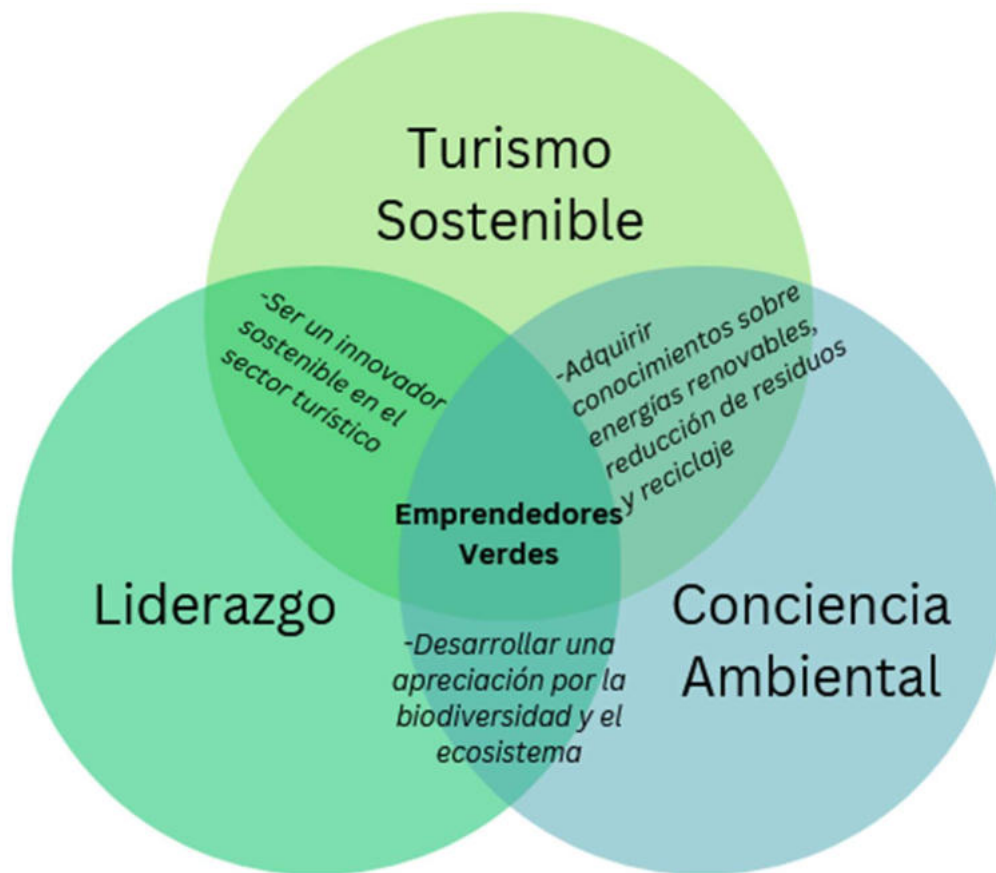 Turismo
Sostenible
-Ser un innovador
sostenible en el
sector turístico
-Adquirir
conocimientos sobre
energías renovables,
reducción de residuos
y reciclaje
Emprendedores
Verdes
Liderazgo
Conciencia
Ambiental
-Desarrollar una
apreciación por la
biodiversidad y el
ecosistema